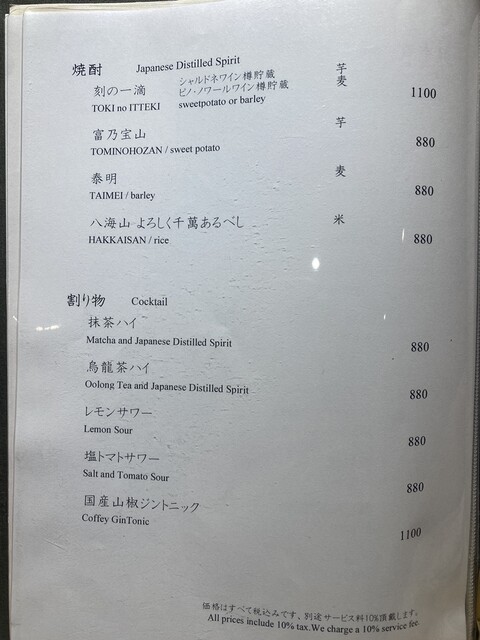 焼酎 Japanese Distilled Spirit
刻の一滴 シャルドネワイン樽貯蔵 芋
ピノ・ノワールワイン樽貯蔵 麦
TOKI no ITTEKI sweetpotato or barley 1100
富乃宝山 芋
TOMINOHOZAN / sweet potato 880
泰明 麦
TAIMEI / barley 880
八海山 よろしく千萬あるべし 米
HAKKAISAN / rice 880
割り物 Cocktail
抹茶ハイ
Matcha and Japanese Distilled Spirit 880
烏龍茶ハイ
Oolong Tea and Japanese Distilled Spirit 880
レモンサワー
Lemon Sour 880
塩トマトサワー
Salt and Tomato Sour 880
国産山椒ジントニック
Coffey GinTonic 1100
価格はすべて税込みです。別途サービス料10%頂戴します。
All prices include 10% tax.We charge a 10% service fee.